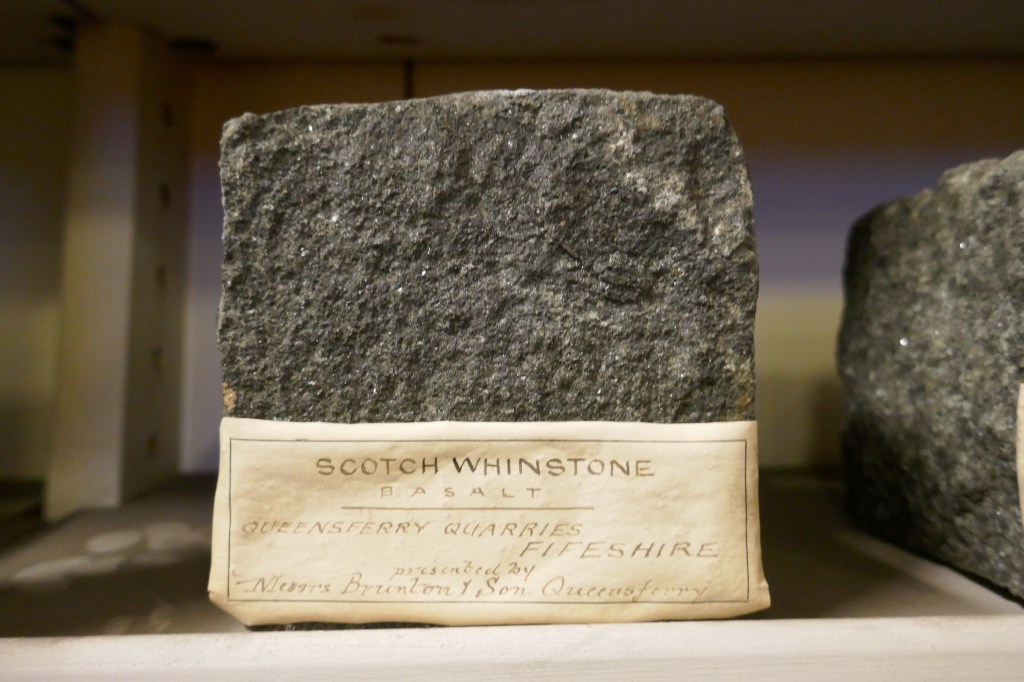 SCOTCH WHINSTONE
BASALT
QUEENSFERRY QUARRIES
FIFESHIRE
presented by
Messrs Brunton & Son Queensferry